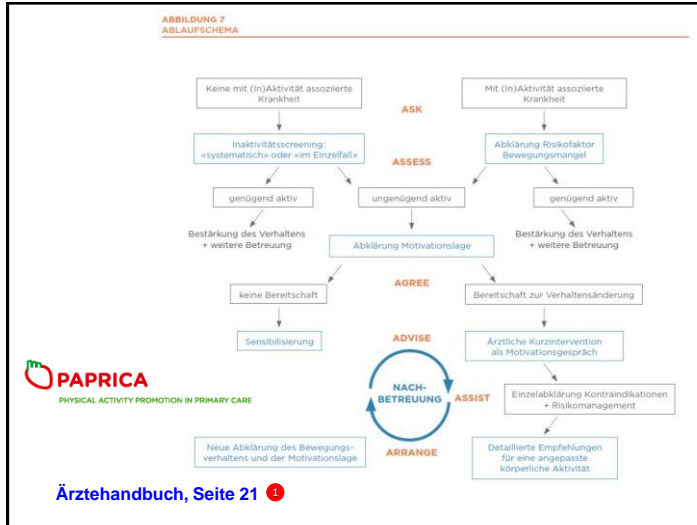 ABBILDUNG 7
ABLAUFSCHEMA
Keine mit (In)Aktivität assoziierte
Krankheit
Mit (In)Aktivität assoziierte
Krankheit
ASK
Inaktivitätsscreening:
«systematisch» oder «im Einzelfall»
Abklärung Risikofaktor
Bewegungsmangel
ASSESS
genügend aktiv
ungenügend aktiv
genügend aktiv
Bestärkung des Verhaltens
+ weitere Betreuung
Abklärung Motivationslage
Bestärkung des Verhaltens
+ weitere Betreuung
AGREE
keine Bereitschaft
Bereitschaft zur Verhaltensänderung
Sensibilisierung
ADVISE
Ärztliche Kurzintervention
als Motivationsgespräch
PAPRICA
PHYSICAL ACTIVITY PROMOTION IN PRIMARY CARE
NACH-
BETREUUNG
ASSIST
Einzelabklärung Kontraindikationen
+ Risikomanagement
Neue Abklärung des Bewegungs-
verhaltens und der Motivationslage
ARRANGE
Detaillierte Empfehlungen
für eine angepasste
körperliche Aktivität
Ärztehandbuch, Seite 21 1